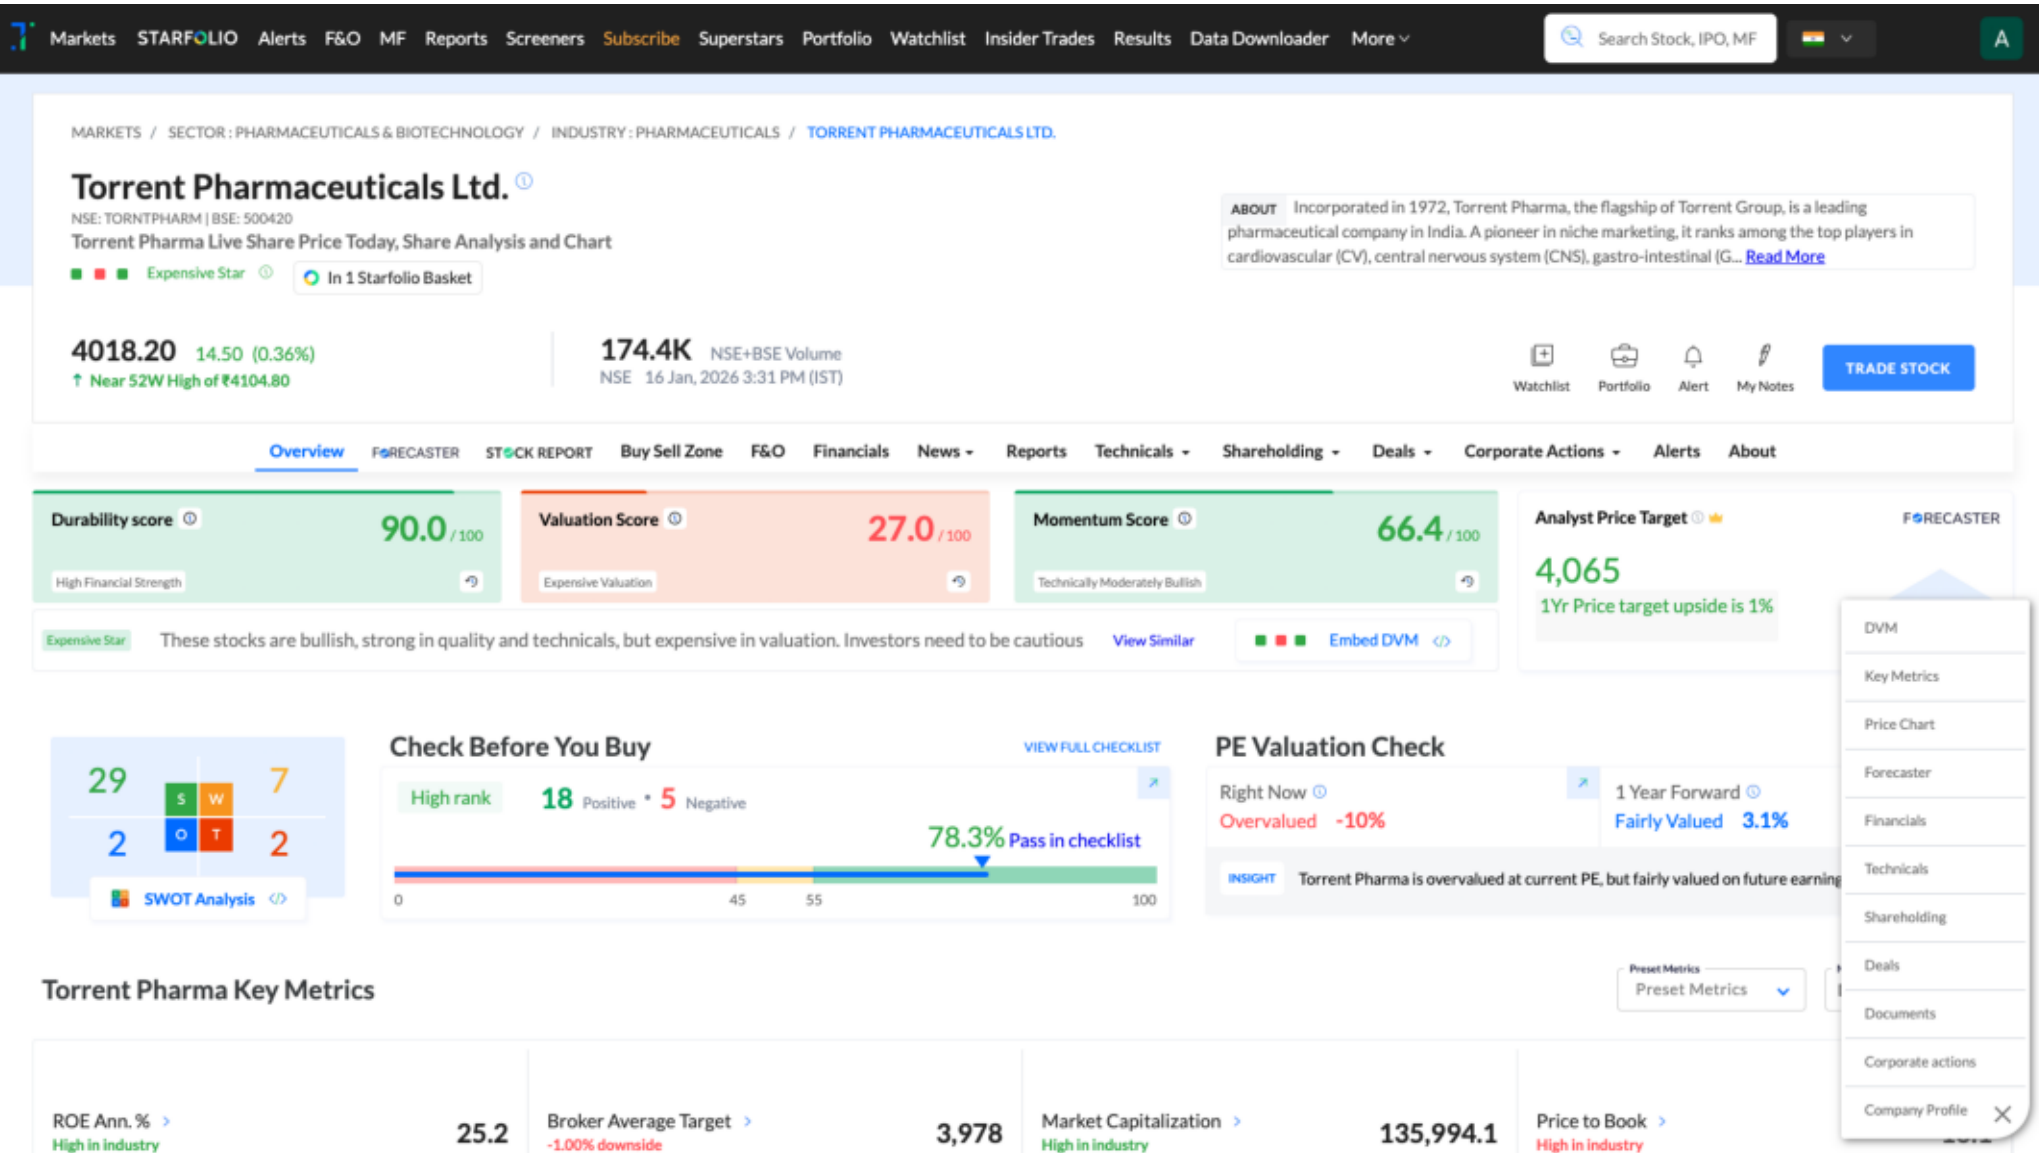 Markets STARFOLIO Alerts F&O MF Reports Screeners Subscribe Superstars Portfolio Watchlist Insider Trades Results Data Downloader More Search Stock, IPO, MF A
MARKETS / SECTOR : PHARMACEUTICALS & BIOTECHNOLOGY / INDUSTRY : PHARMACEUTICALS / TORRENT PHARMACEUTICALS LTD.
Torrent Pharmaceuticals Ltd.
NSE: TORNTPHARM | BSE: 500420
Torrent Pharma Live Share Price Today, Share Analysis and Chart
Expensive Star In 1 Starfolio Basket
ABOUT Incorporated in 1972, Torrent Pharma, the flagship of Torrent Group, is a leading
pharmaceutical company in India. A pioneer in niche marketing, it ranks among the top players in
cardiovascular (CV), central nervous system (CNS), gastro-intestinal (G... Read More
4018.20 14.50 (0.36%)
↑ Near 52W High of ₹4104.80
174.4K NSE+BSE Volume
NSE 16 Jan, 2026 3:31 PM (IST)
Watchlist Portfolio Alert My Notes TRADE STOCK
Overview FORECASTER STOCK REPORT Buy Sell Zone F&O Financials News Reports Technicals Shareholding Deals Corporate Actions Alerts About
Durability score 90.0 / 100
High Financial Strength
Valuation Score 27.0 / 100
Expensive Valuation
Momentum Score 66.4 / 100
Technically Moderately Bullish
Analyst Price Target FORECASTER
4,065
1Yr Price target upside is 1%
Expensive Star These stocks are bullish, strong in quality and technicals, but expensive in valuation. Investors need to be cautious View Similar Embed DVM </>
29 7
S W
O T
2 2
SWOT Analysis </>
Check Before You Buy VIEW FULL CHECKLIST
High rank 18 Positive • 5 Negative
78.3% Pass in checklist
0 45 55 100
PE Valuation Check
Right Now
Overvalued -10%
1 Year Forward
Fairly Valued 3.1%
INSIGHT Torrent Pharma is overvalued at current PE, but fairly valued on future earning
Torrent Pharma Key Metrics
Preset Metrics
Preset Metrics
ROE Ann. % 25.2
High in industry
Broker Average Target 3,978
-1.00% downside
Market Capitalization 135,994.1
High in industry
Price to Book
High in industry
DVM
Key Metrics
Price Chart
Forecaster
Financials
Technicals
Shareholding
Deals
Documents
Corporate actions
Company Profile